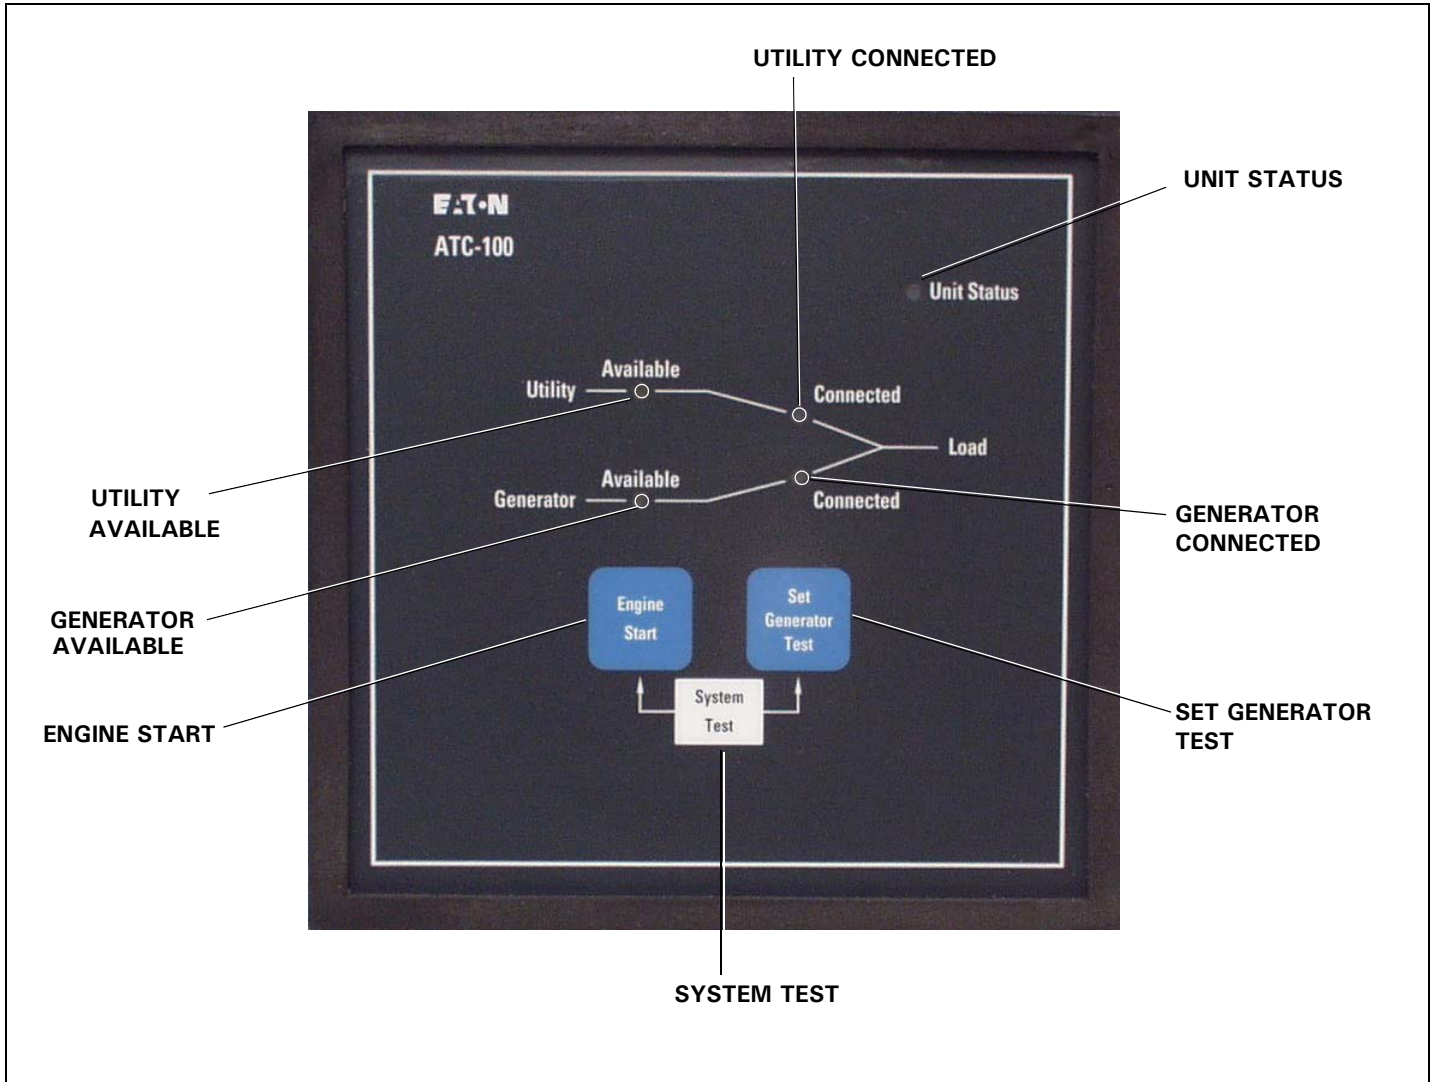 UTILITY CONNECTED
UNIT STATUS
EATON
ATC-100
Unit Status
Available
Utility
Connected
Load
Available
Generator
Connected
UTILITY
AVAILABLE
GENERATOR
CONNECTED
Engine
Start
Set
Generator
Test
GENERATOR
AVAILABLE
System
Test
ENGINE START
SET GENERATOR
TEST
SYSTEM TEST